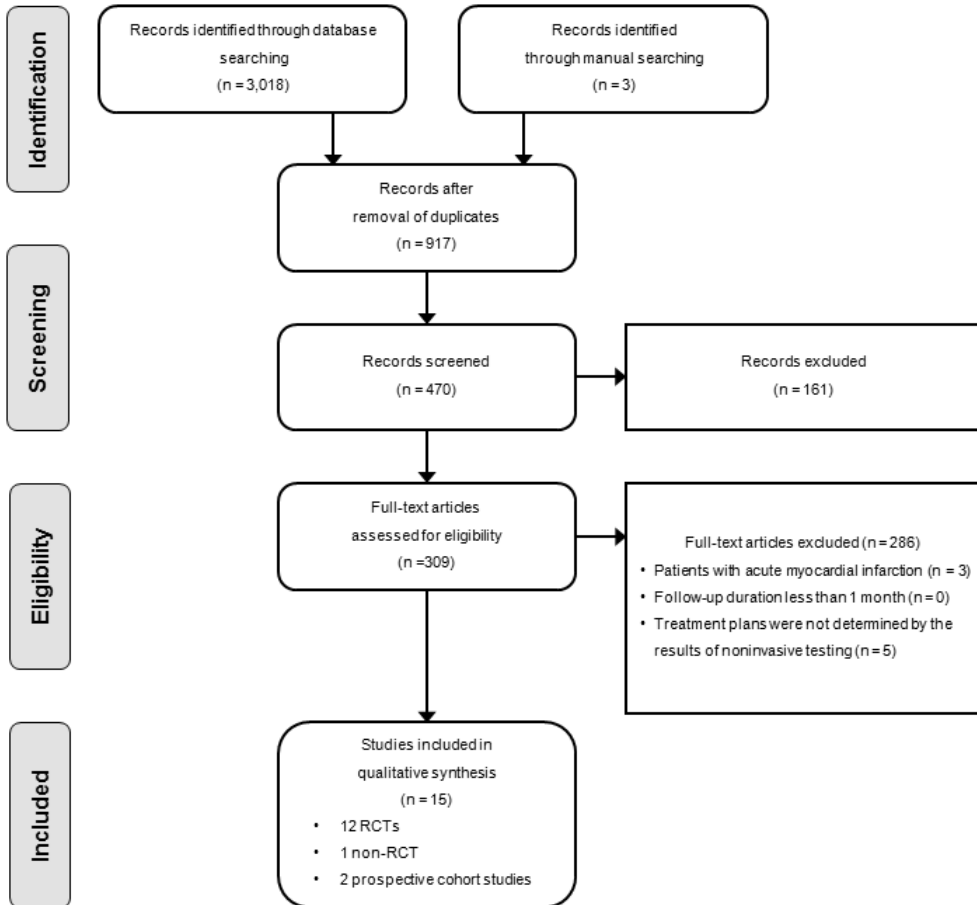 Identification
Records identified through database
searching
(n = 3,018)
Records identified
through manual searching
(n = 3)
Records after
removal of duplicates
(n = 917)
Screening
Records screened
(n = 470)
Records excluded
(n = 161)
Eligibility
Full-text articles
assessed for eligibility
(n =309)
Full-text articles excluded (n = 286)
• Patients with acute myocardial infarction (n = 3)
• Follow-up duration less than 1 month (n = 0)
• Treatment plans were not determined by the
results of noninvasive testing (n = 5)
Included
Studies included in
qualitative synthesis
(n = 15)
• 12 RCTs
• 1 non-RCT
• 2 prospective cohort studies